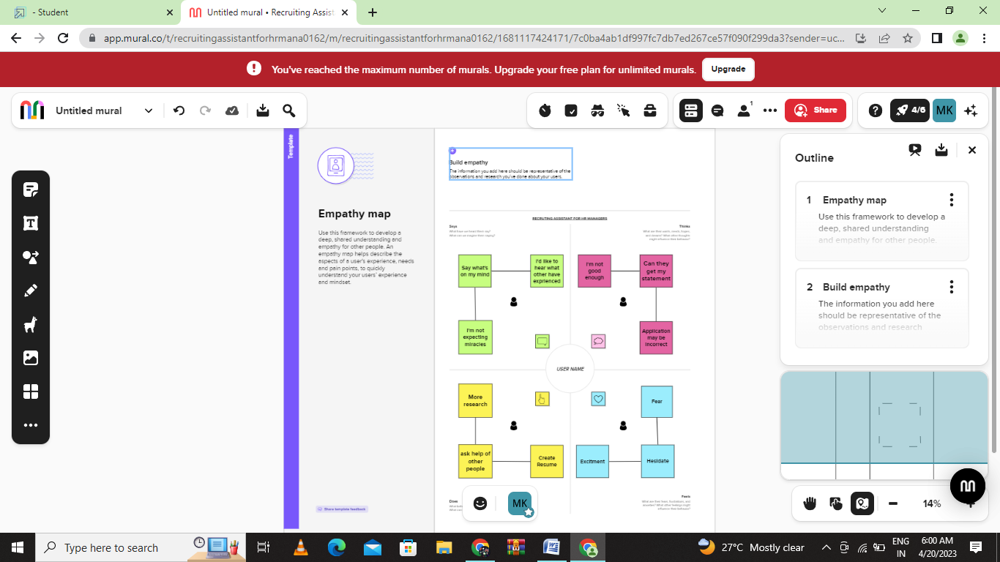 - Student
Untitled mural • Recruiting Assist
app.mural.co/t/recruitingassistantforhrmana0162/m/recruitingassistantforhrmana0162/1681117424171/7c0ba4ab1df997fc7db7ed267ce57f090f299da3?sender=uc...
You've reached the maximum number of murals. Upgrade your free plan for unlimited murals.
Upgrade
Untitled mural
1
Share
4/6
MK
Template
Empathy map
Use this framework to develop a
deep, shared understanding and
empathy for other people. An
empathy map helps describe the
aspects of a user's experience, needs
and pain points, to quickly
understand your users' experience
and mindset.
Share template feedback
Build empathy
The information you add here should be representative of the
observations and research you've done about your users.
RECRUITING ASSISTANT FOR HR MANAGERS
Says
What have we heard them say?
What can we imagine them saying?
Thinks
What are their wants, needs, hopes,
and dreams? What other thoughts
might influence their behavior?
Say what's
on my mind
I'd like to
hear what
other have
exprienced
I'm not
good
enough
Can they
get my
statement
I'm not
expecting
miracles
Application
may be
incorrect
USER NAME
More
research
Fear
ask help of
other
people
Create
Resume
Excitment
Hesidate
Does
Feels
What are their fears, frustrations, and
anxieties? What other feelings might
influence their behavior?
MK
Outline
1 Empathy map
Use this framework to develop a
deep, shared understanding
and empathy for other people.
2 Build empathy
The information you add here
should be representative of the
observations and research
14%
Type here to search
W
27°C Mostly clear
ENG
IN
6:00 AM
4/20/2023